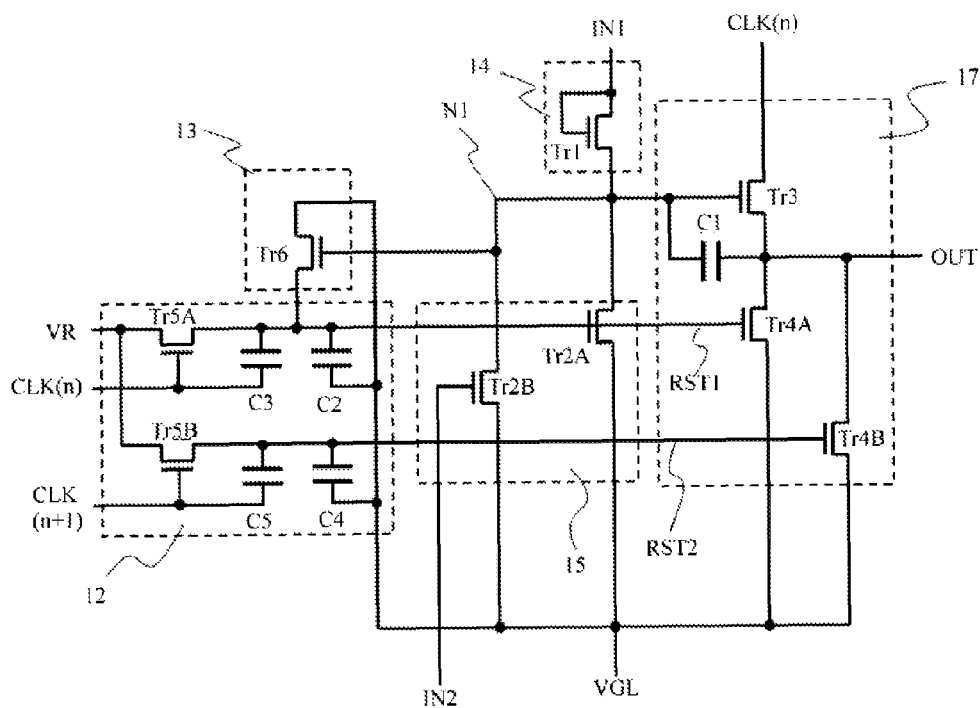 IN1
CLK(n)
14
17
N1
13
Tr1
Tr3
C1
Tr6
OUT
Tr5A
VR
Tr4A
Tr2A
RST1
CLK(n)
C3
C2
Tr2B
Tr5B
Tr4B
CLK
(n+1)
C5
C4
15
RST2
12
IN2
VGL